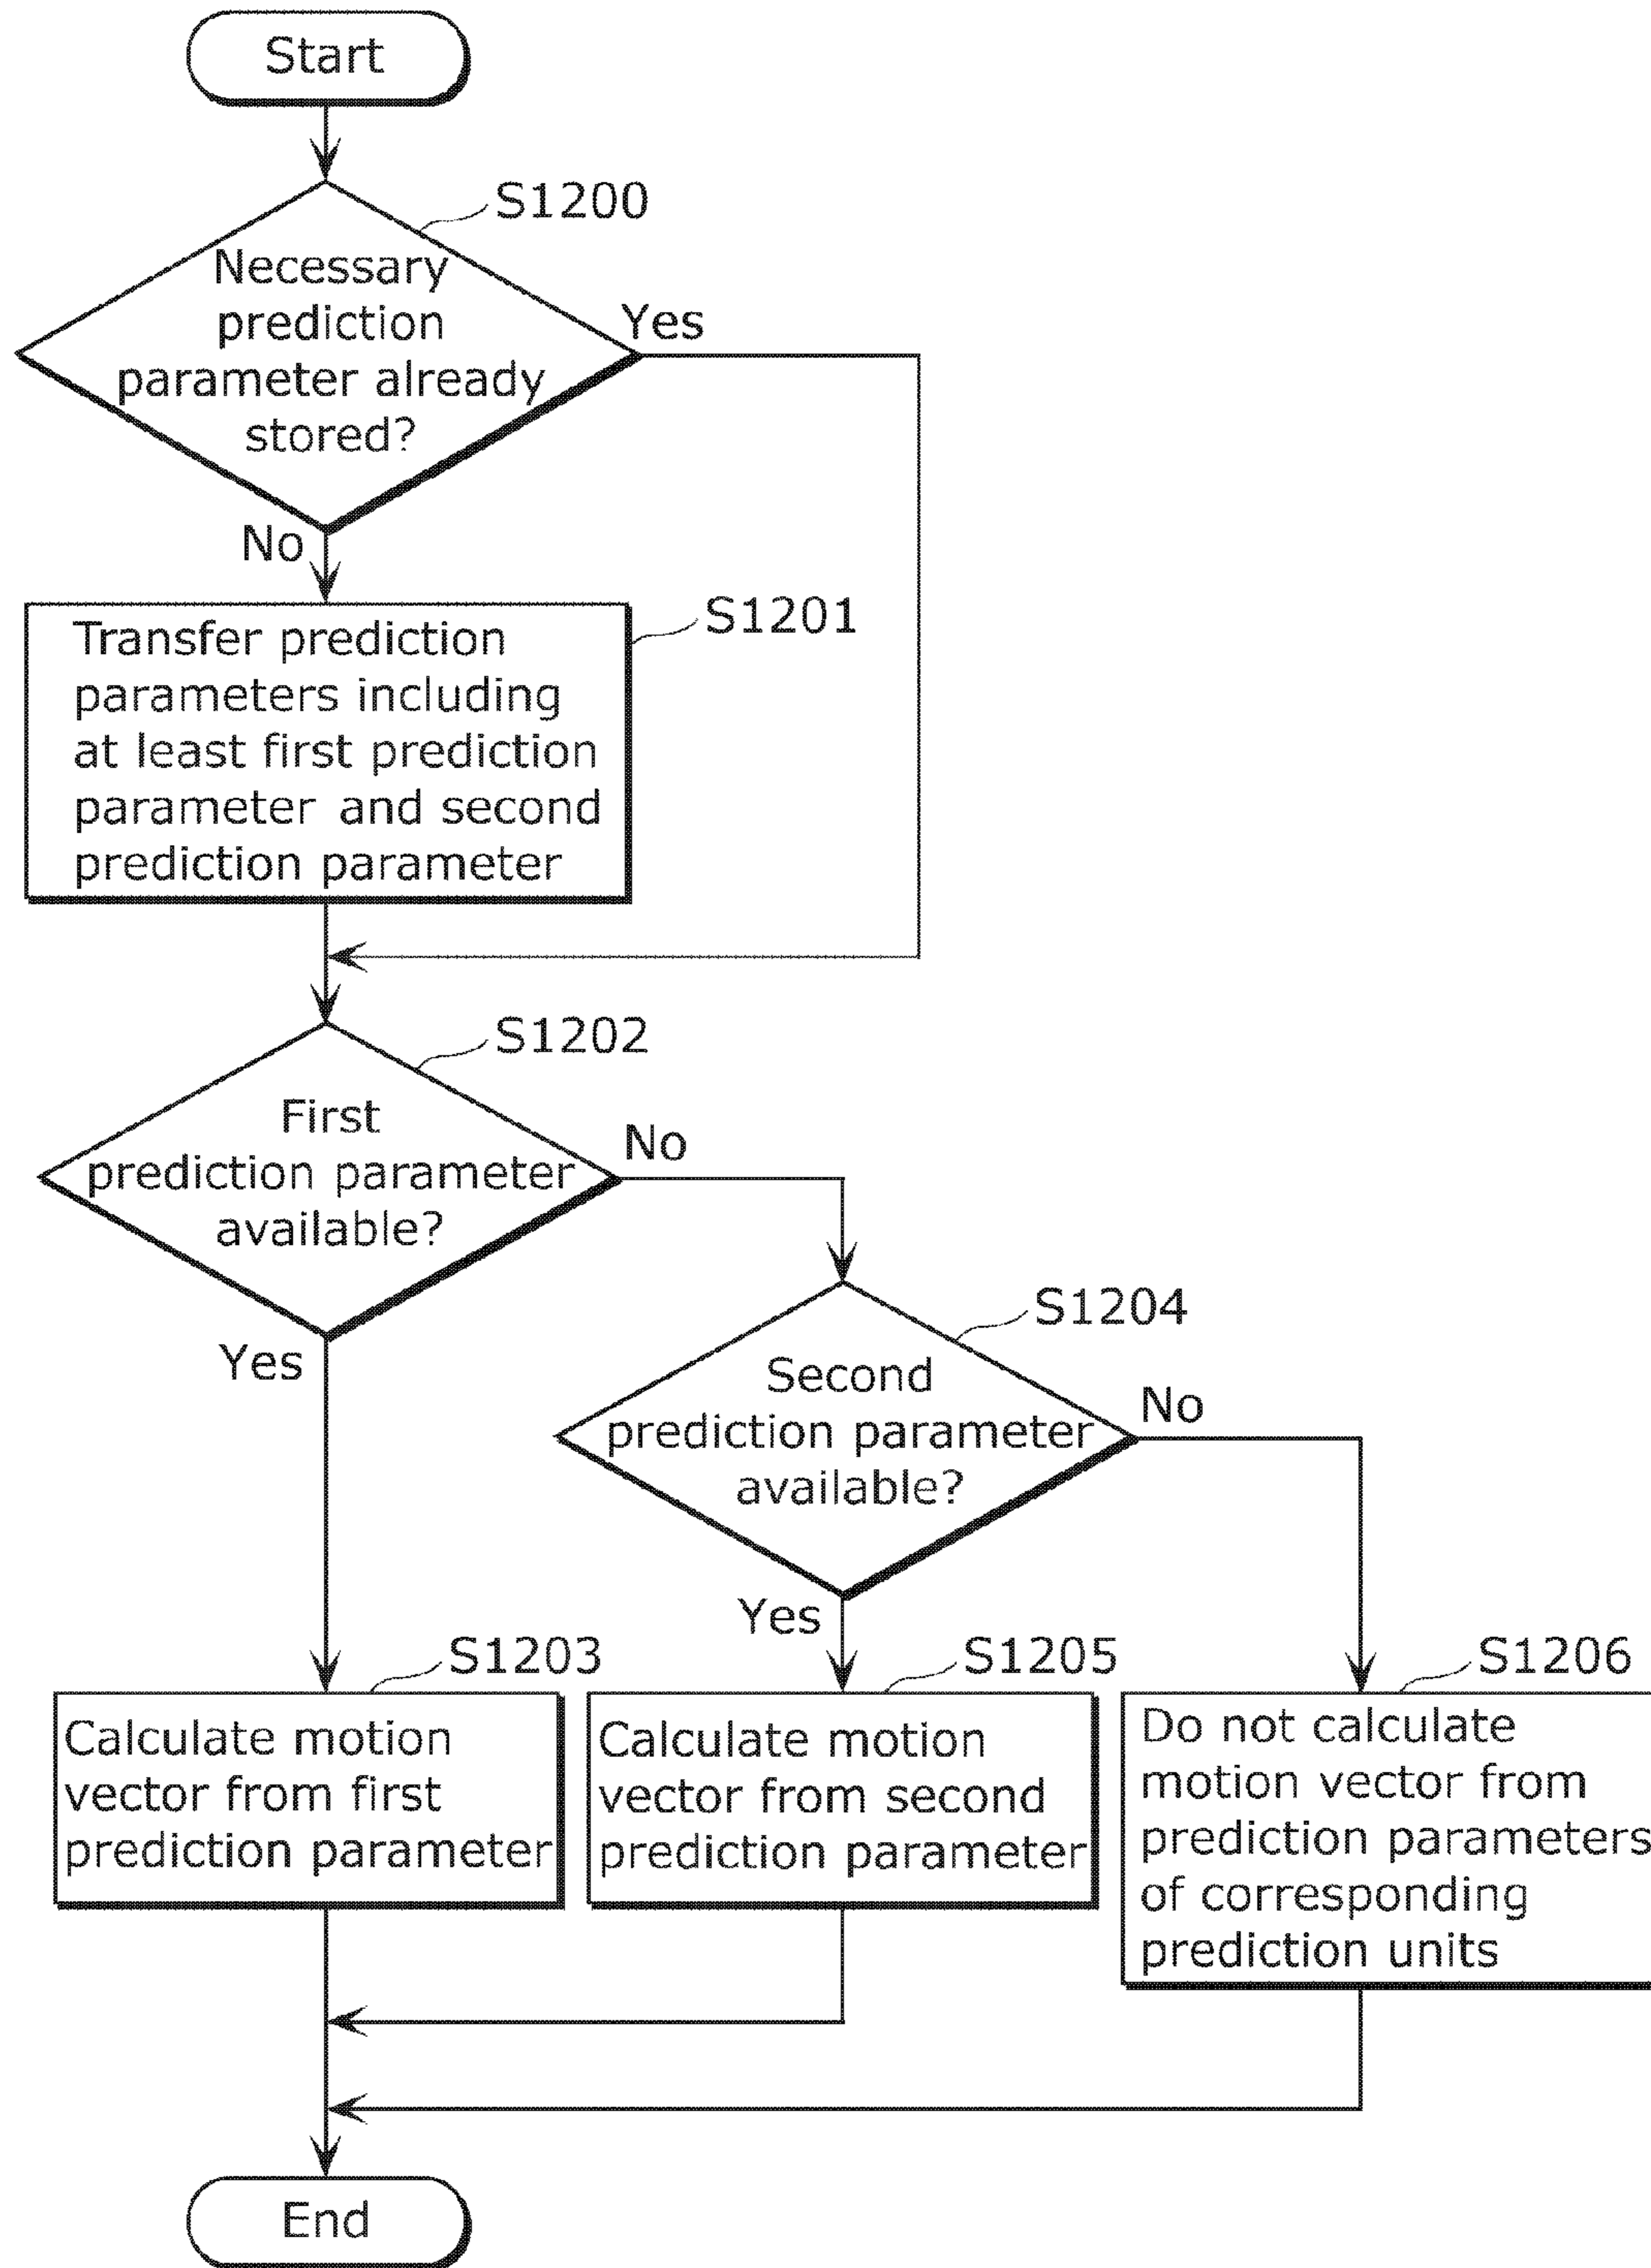 Start
S1200
Necessary
prediction
parameter already
stored?
Yes
No
S1201
Transfer prediction
parameters including
at least first prediction
parameter and second
prediction parameter
S1202
First
prediction parameter
available?
No
Yes
S1204
Second
prediction parameter
available?
No
Yes
S1203
Calculate motion
vector from first
prediction parameter
S1205
Calculate motion
vector from second
prediction parameter
S1206
Do not calculate
motion vector from
prediction parameters
of corresponding
prediction units
End